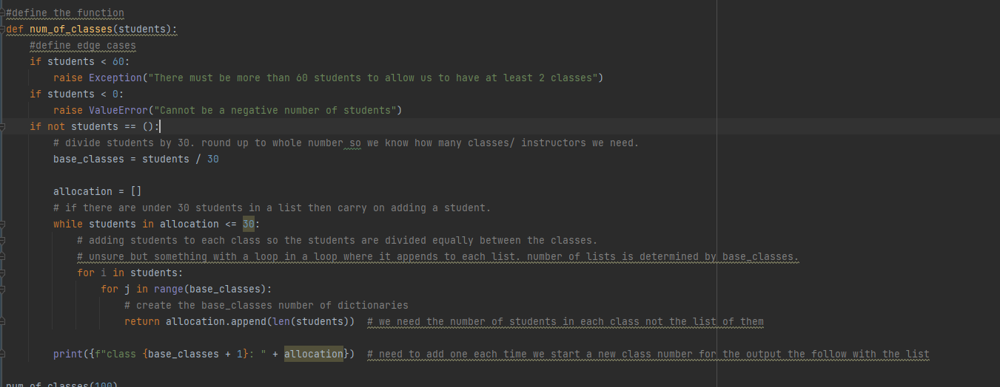 #define the function
def num_of_classes(students):
    #define edge cases
    if students < 60:
        raise Exception("There must be more than 60 students to allow us to have at least 2 classes")
    if students < 0:
        raise ValueError("Cannot be a negative number of students")
    if not students == ():
        # divide students by 30. round up to whole number so we know how many classes/ instructors we need.
        base_classes = students / 30
        allocation = []
        # if there are under 30 students in a list then carry on adding a student.
        while students in allocation <= 30:
            # adding students to each class so the students are divided equally between the classes.
            # unsure but something with a loop in a loop where it appends to each list. number of lists is determined by base_classes.
            for i in students:
                for j in range(base_classes):
                    # create the base_classes number of dictionaries
                    return allocation.append(len(students))  # we need the number of students in each class not the list of them
        print({f"class {base_classes + 1}: " + allocation})  # need to add one each time we start a new class number for the output the follow with the list
num_of_classes(100)